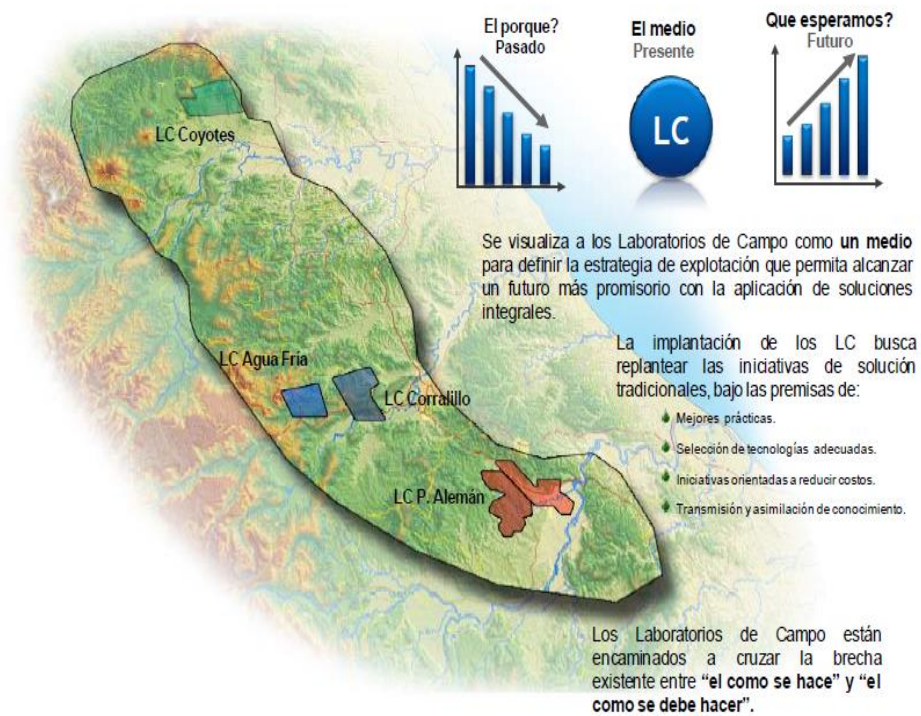 El porque?
Pasado
El medio
Presente
Que esperamos?
Futuro
LC
LC Coyotes
LC Agua Fría
LC Corralillo
LC P. Alemán
Se visualiza a los Laboratorios de Campo como un medio
para definir la estrategia de explotación que permita alcanzar
un futuro más promisorio con la aplicación de soluciones
integrales.
La implantación de los LC busca
replantear las iniciativas de solución
tradicionales, bajo las premisas de:
Mejores prácticas.
Selección de tecnologías adecuadas.
Iniciativas orientadas a reducir costos.
Transmisión y asimilación de conocimiento.
Los Laboratorios de Campo están
encaminados a cruzar la brecha
existente entre “el como se hace” y “el
como se debe hacer”.